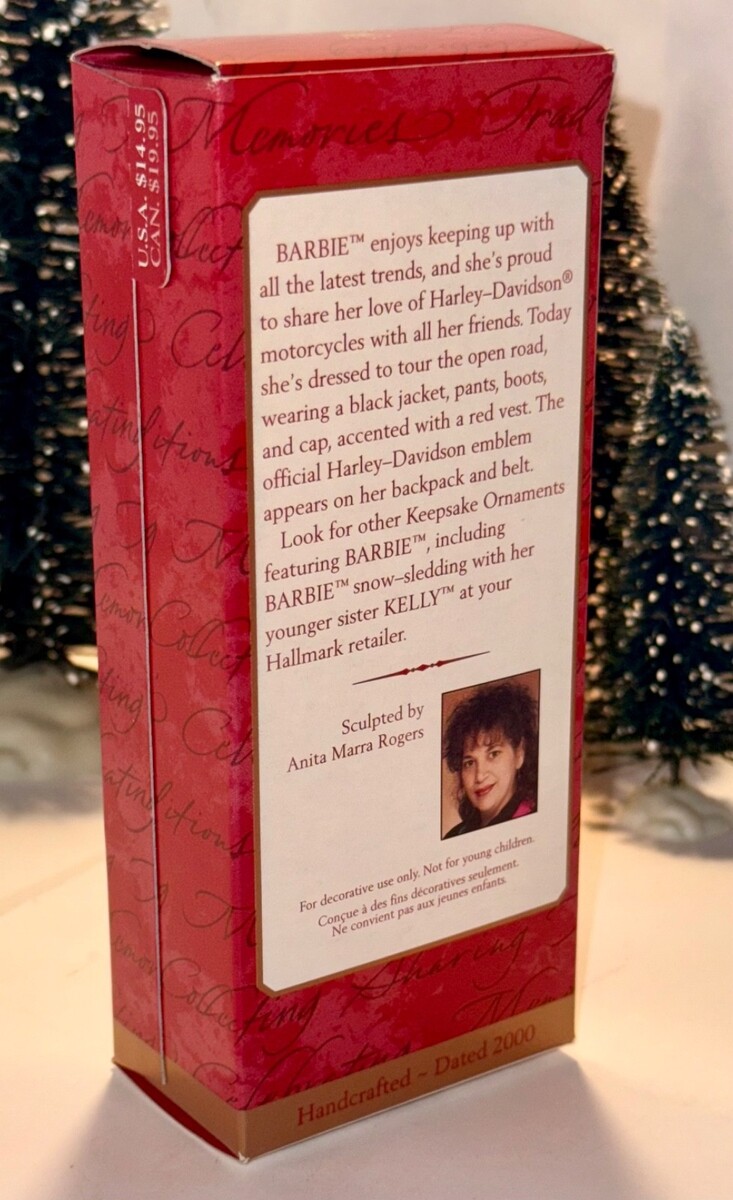 U.S.A. $14.95
CAN. $19.95
Memories
BARBIE™ enjoys keeping up with
all the latest trends, and she's proud
to share her love of Harley–Davidson®
motorcycles with all her friends. Today
she's dressed to tour the open road,
wearing a black jacket, pants, boots,
and cap, accented with a red vest. The
official Harley–Davidson emblem
appears on her backpack and belt.
Look for other Keepsake Ornaments
featuring BARBIE™, including
BARBIE™ snow–sledding with her
younger sister KELLY™ at your
Hallmark retailer.
Sculpted by
Anita Marra Rogers
For decorative use only. Not for young children.
Conçue à des fins décoratives seulement.
Ne convient pas aux jeunes enfants.
Sharing
Handcrafted ~ Dated 2000